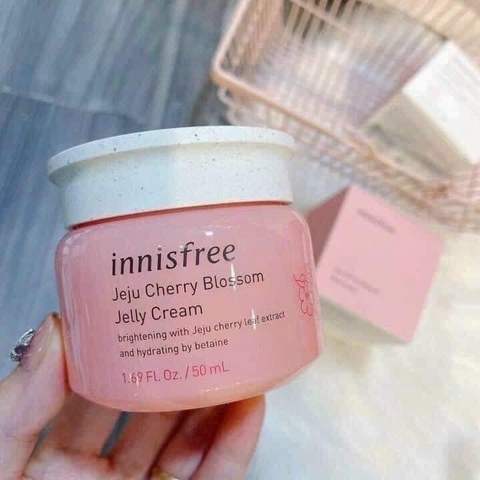 innisfree
Jeju Cherry Blossom
Jelly Cream
brightening with Jeju cherry leaf extract
and hydrating by betaine
1.69 Fl. Oz. / 50 mL
innisfree